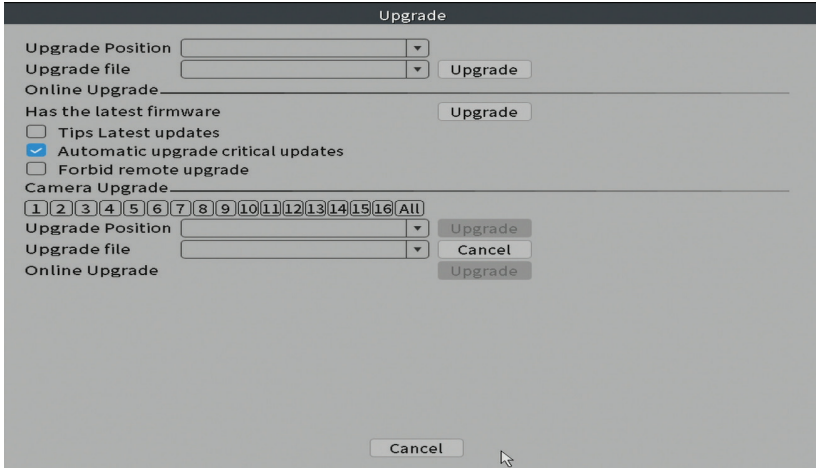 Upgrade
Upgrade Position
Upgrade file Upgrade
Online Upgrade
Has the latest firmware Upgrade
Tips Latest updates
Automatic upgrade critical updates
Forbid remote upgrade
Camera Upgrade
1 2 3 4 5 6 7 8 9 10 11 12 13 14 15 16 All
Upgrade Position Upgrade
Upgrade file Cancel
Online Upgrade Upgrade
Cancel